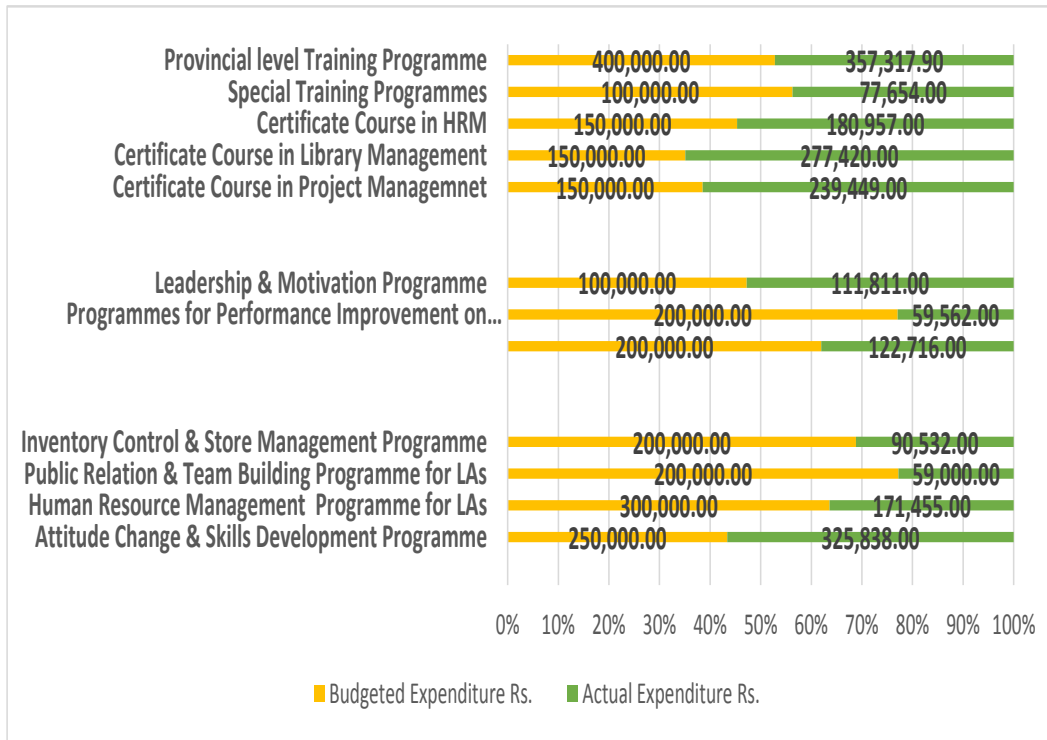 Provincial level Training Programme 400,000.00 357,317.90
Special Training Programmes 100,000.00 77,654.00
Certificate Course in HRM 150,000.00 180,957.00
Certificate Course in Library Management 150,000.00 277,420.00
Certificate Course in Project Managemnet 150,000.00 239,449.00
Leadership & Motivation Programme 100,000.00 111,811.00
Programmes for Performance Improvement on... 200,000.00 59,562.00
200,000.00 122,716.00
Inventory Control & Store Management Programme 200,000.00 90,532.00
Public Relation & Team Building Programme for LAs 200,000.00 59,000.00
Human Resource Management Programme for LAs 300,000.00 171,455.00
Attitude Change & Skills Development Programme 250,000.00 325,838.00
0% 10% 20% 30% 40% 50% 60% 70% 80% 90% 100%
Budgeted Expenditure Rs. Actual Expenditure Rs.